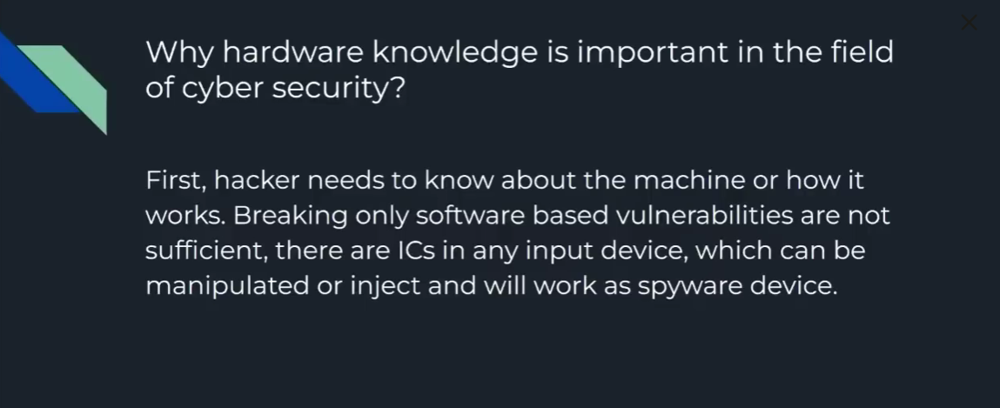 Why hardware knowledge is important in the field
of cyber security?
First, hacker needs to know about the machine or how it
works. Breaking only software based vulnerabilities are not
sufficient, there are ICs in any input device, which can be
manipulated or inject and will work as spyware device.